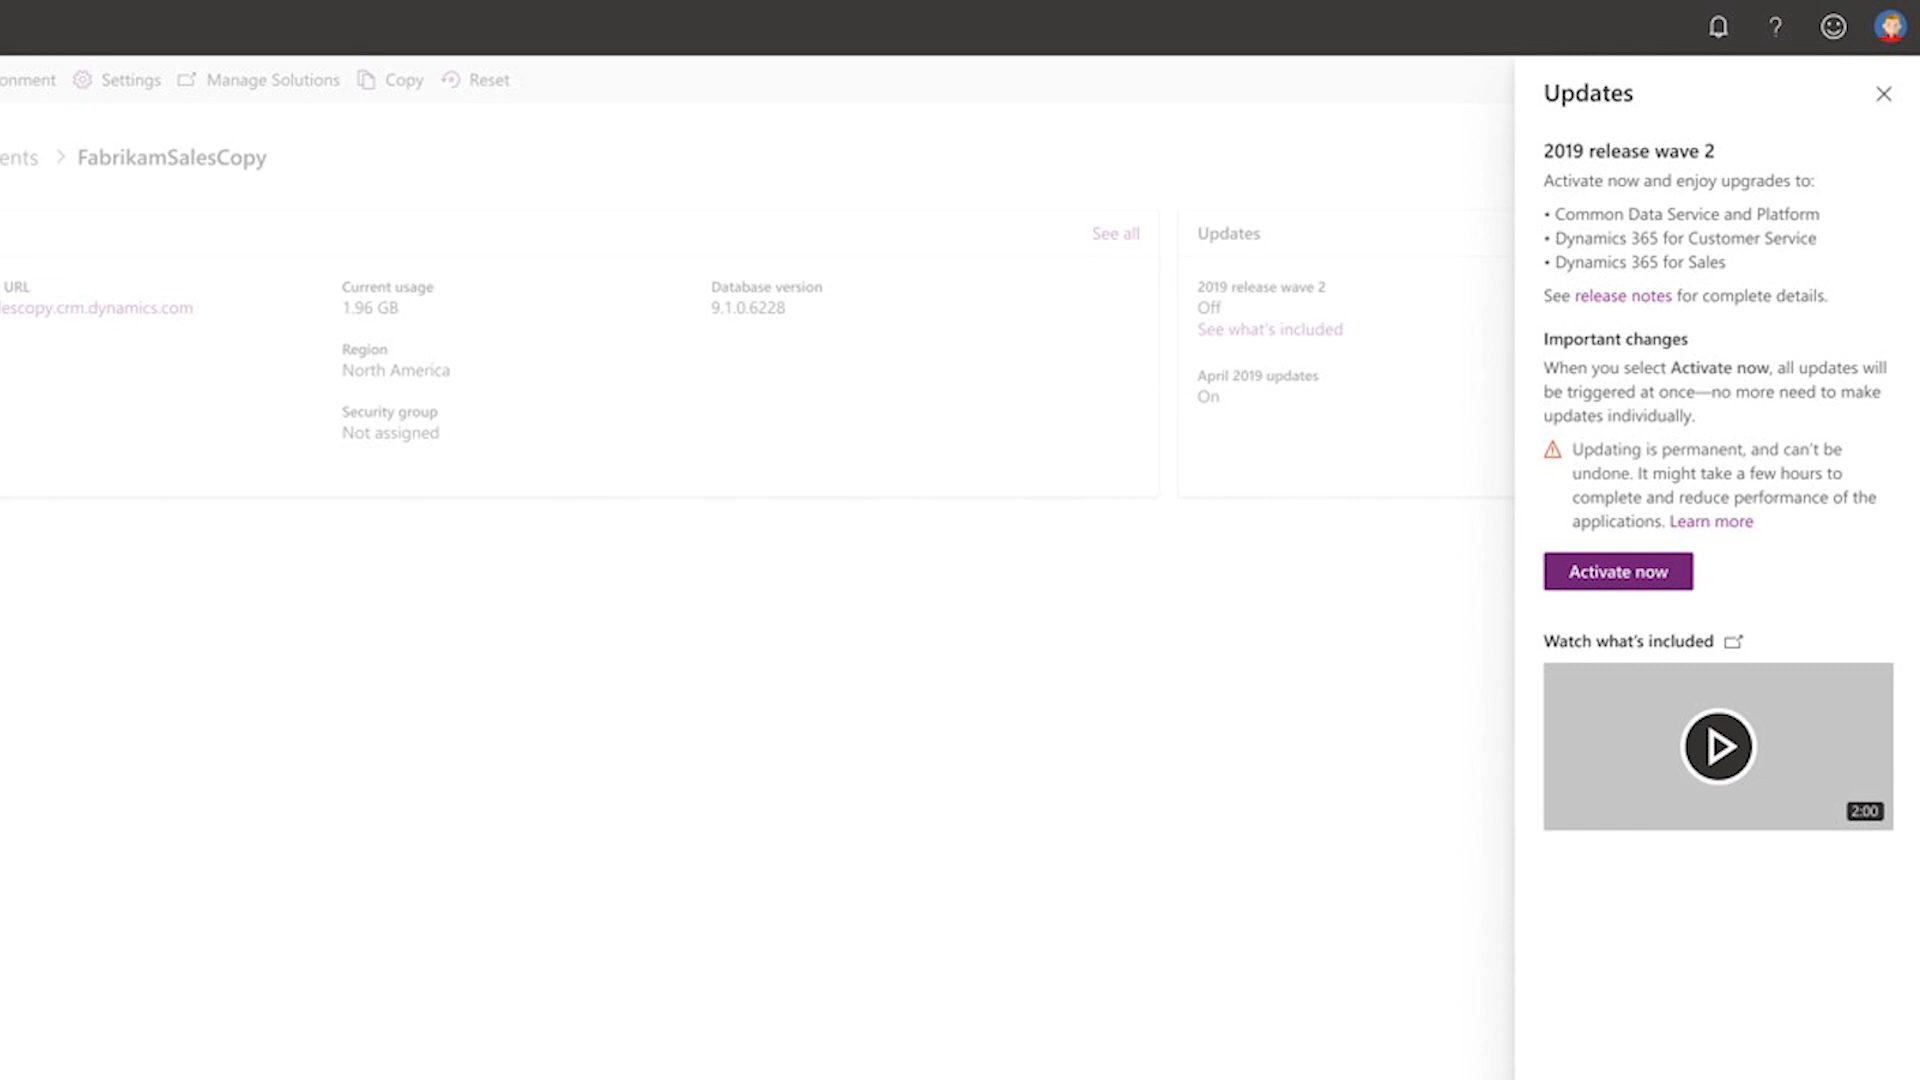 onment Settings Manage Solutions Copy Reset
ents > FabrikamSalesCopy
See all
URL
lescopy.crm.dynamics.com
Current usage
1.96 GB
Region
North America
Security group
Not assigned
Database version
9.1.0.6228
Updates
2019 release wave 2
Off
See what's included
April 2019 updates
On
Updates
2019 release wave 2
Activate now and enjoy upgrades to:
• Common Data Service and Platform
• Dynamics 365 for Customer Service
• Dynamics 365 for Sales
See release notes for complete details.
Important changes
When you select Activate now, all updates will
be triggered at once—no more need to make
updates individually.
Updating is permanent, and can't be
undone. It might take a few hours to
complete and reduce performance of the
applications. Learn more
Activate now
Watch what's included
2:00